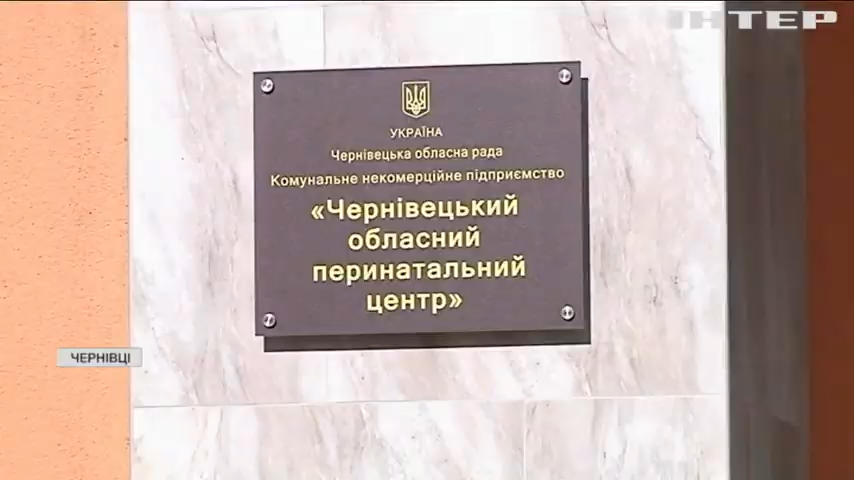 ІНТЕР
УКРАЇНА
Чернівецька обласна рада
Комунальне некомерційне підприємство
«Чернівецький
обласний
перинатальний
центр»
ЧЕРНІВЦІ